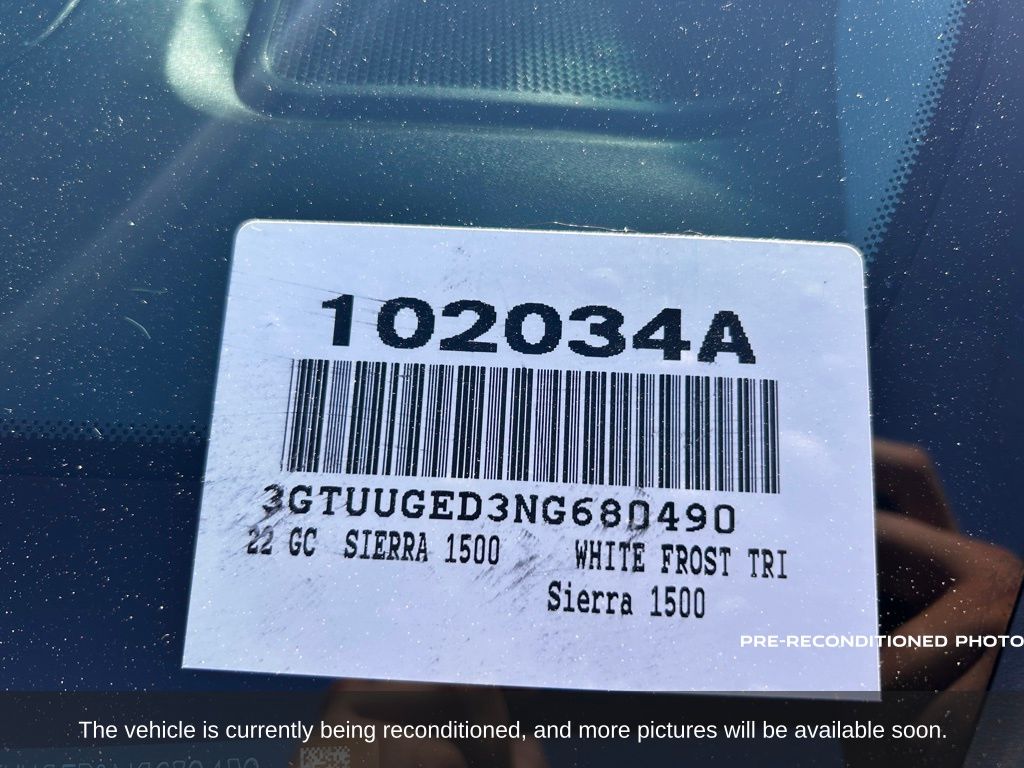 102034A
3GTUUGED3NG680490
22 GC SIERRA 1500 WHITE FROST TRI
Sierra 1500
PRE-RECONDITIONED PHOTO
The vehicle is currently being reconditioned, and more pictures will be available soon.